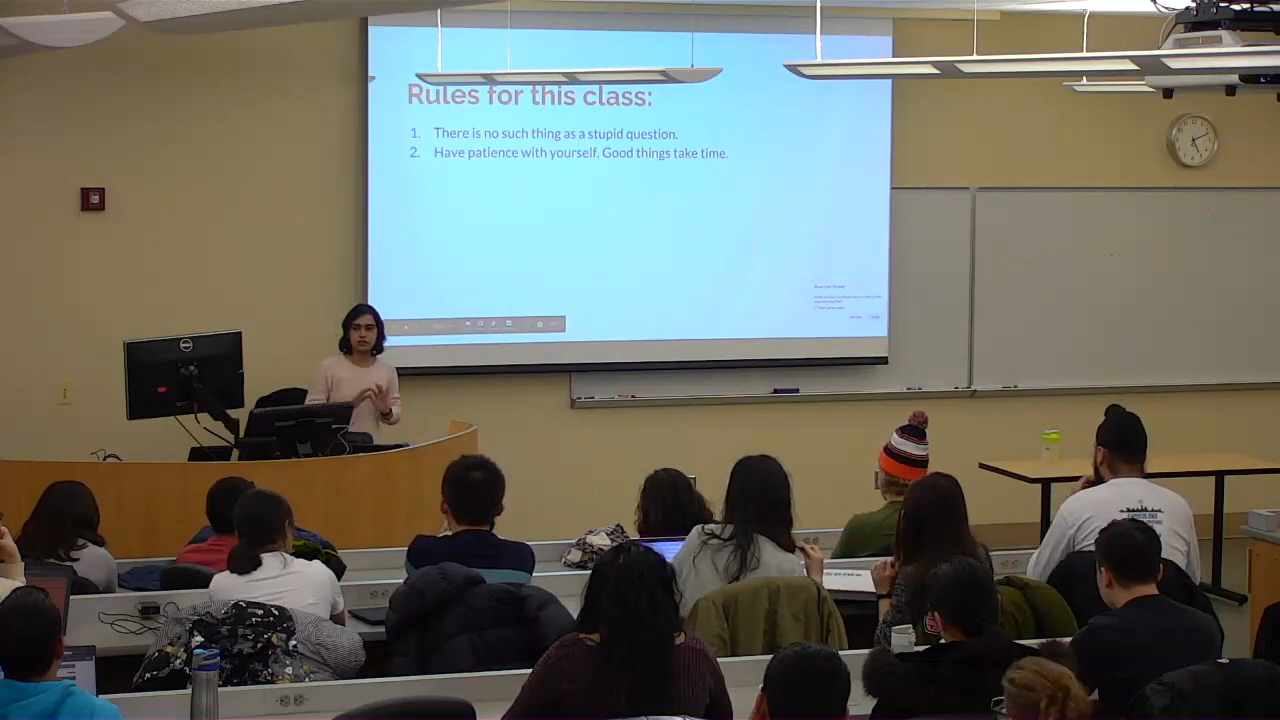 Rules for this class:
1. There is no such thing as a stupid question.
2. Have patience with yourself. Good things take time.
DELL